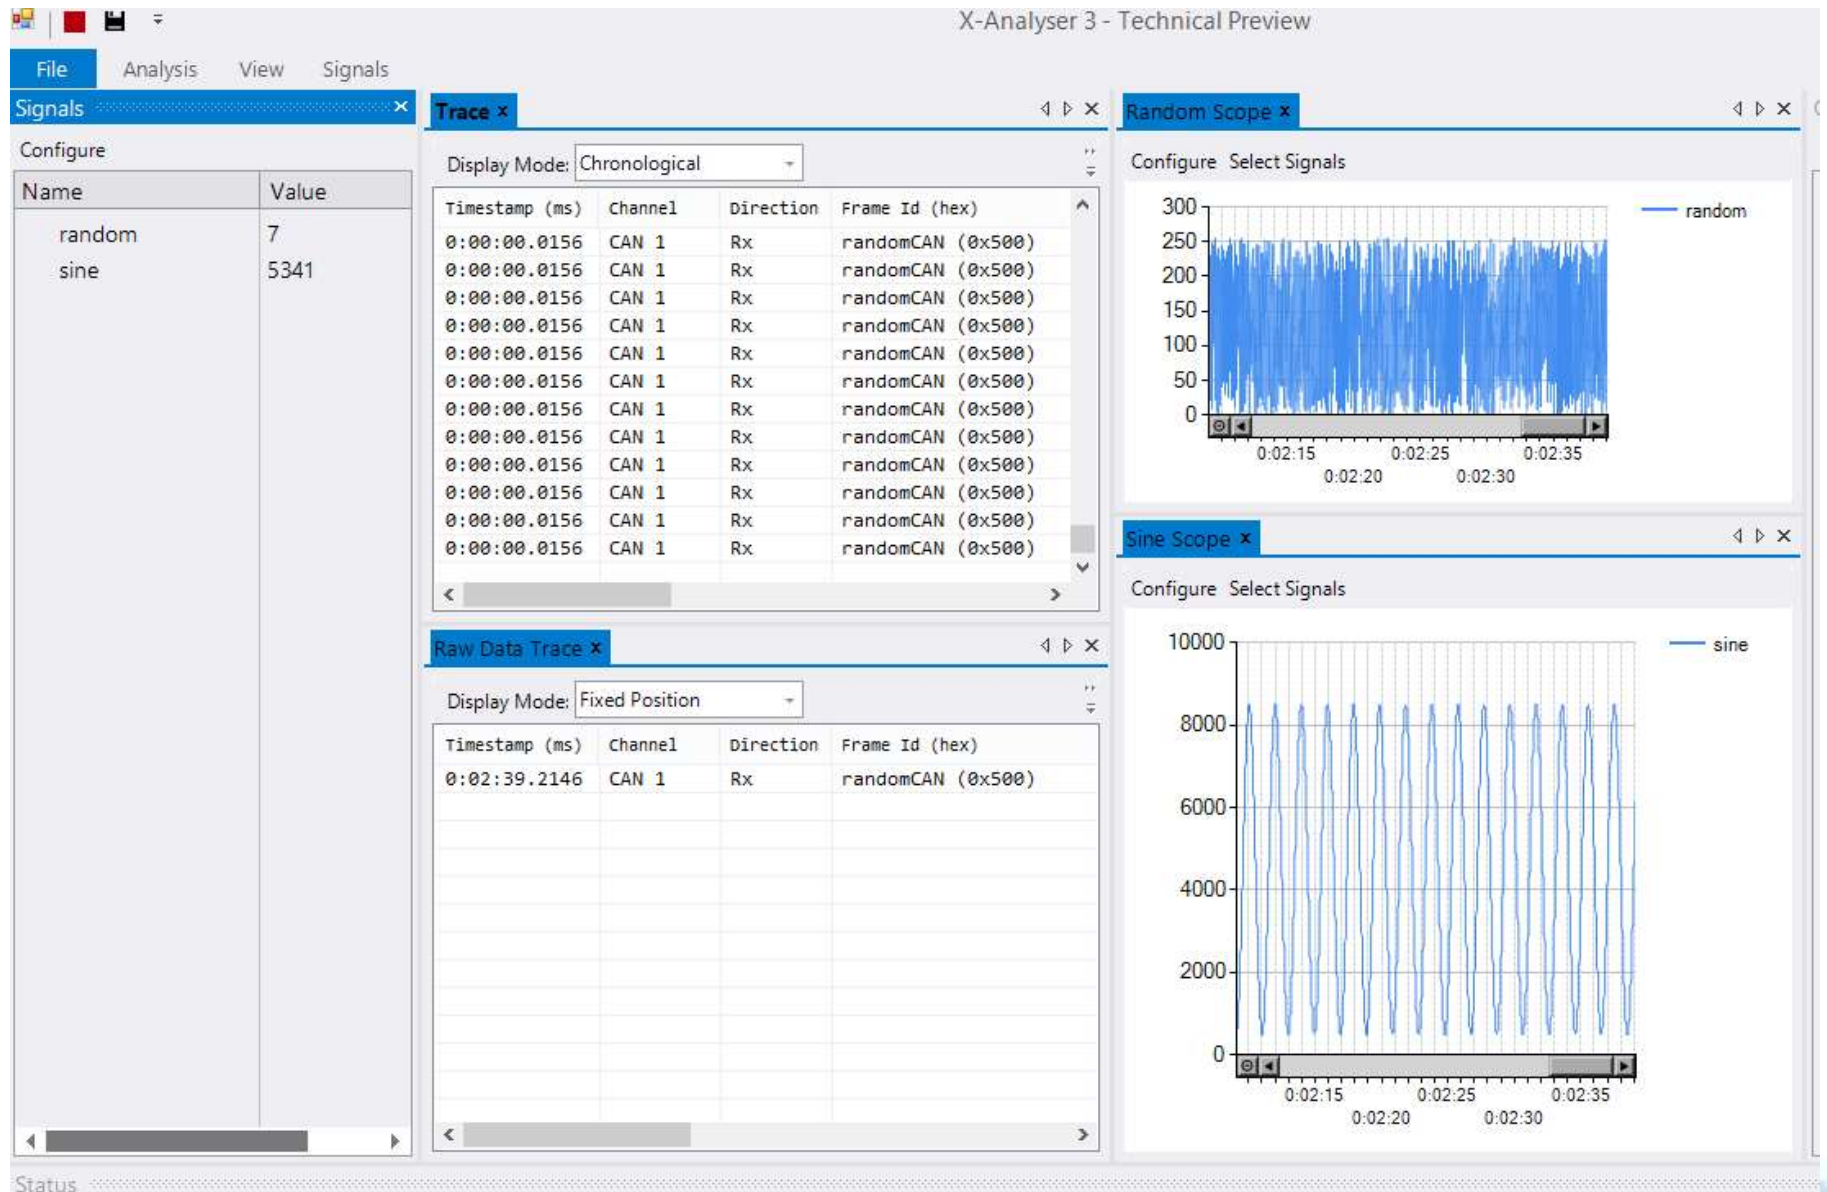 X-Analyser 3 - Technical Preview
File Analysis View Signals
Signals
Configure
Name Value
random 7
sine 5341
Trace x
Display Mode: Chronological
Timestamp (ms) Channel Direction Frame Id (hex)
0:00:00.0156 CAN 1 Rx randomCAN (0x500)
0:00:00.0156 CAN 1 Rx randomCAN (0x500)
0:00:00.0156 CAN 1 Rx randomCAN (0x500)
0:00:00.0156 CAN 1 Rx randomCAN (0x500)
0:00:00.0156 CAN 1 Rx randomCAN (0x500)
0:00:00.0156 CAN 1 Rx randomCAN (0x500)
0:00:00.0156 CAN 1 Rx randomCAN (0x500)
0:00:00.0156 CAN 1 Rx randomCAN (0x500)
0:00:00.0156 CAN 1 Rx randomCAN (0x500)
0:00:00.0156 CAN 1 Rx randomCAN (0x500)
0:00:00.0156 CAN 1 Rx randomCAN (0x500)
0:00:00.0156 CAN 1 Rx randomCAN (0x500)
Raw Data Trace x
Display Mode: Fixed Position
Timestamp (ms) Channel Direction Frame Id (hex)
0:02:39.2146 CAN 1 Rx randomCAN (0x500)
Random Scope x
Configure Select Signals
300
250
200
150
100
50
0
random
0:02:15 0:02:25 0:02:35
0:02:20 0:02:30
Sine Scope x
Configure Select Signals
10000
8000
6000
4000
2000
0
sine
0:02:15 0:02:25 0:02:35
0:02:20 0:02:30
Status